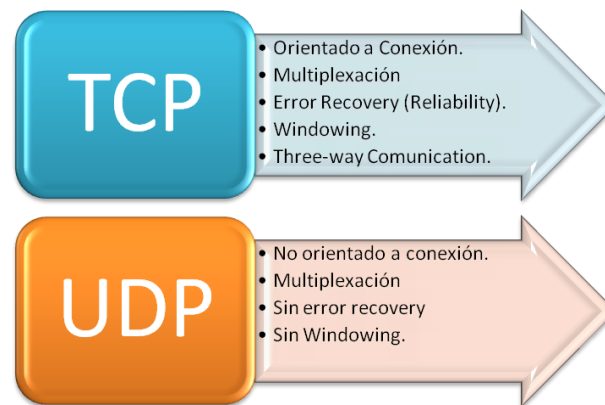 TCP
• Orientado a Conexión.
• Multiplexación
• Error Recovery (Reliability).
• Windowing.
• Three-way Comunication.
UDP
• No orientado a conexión.
• Multiplexación
• Sin error recovery
• Sin Windowing.